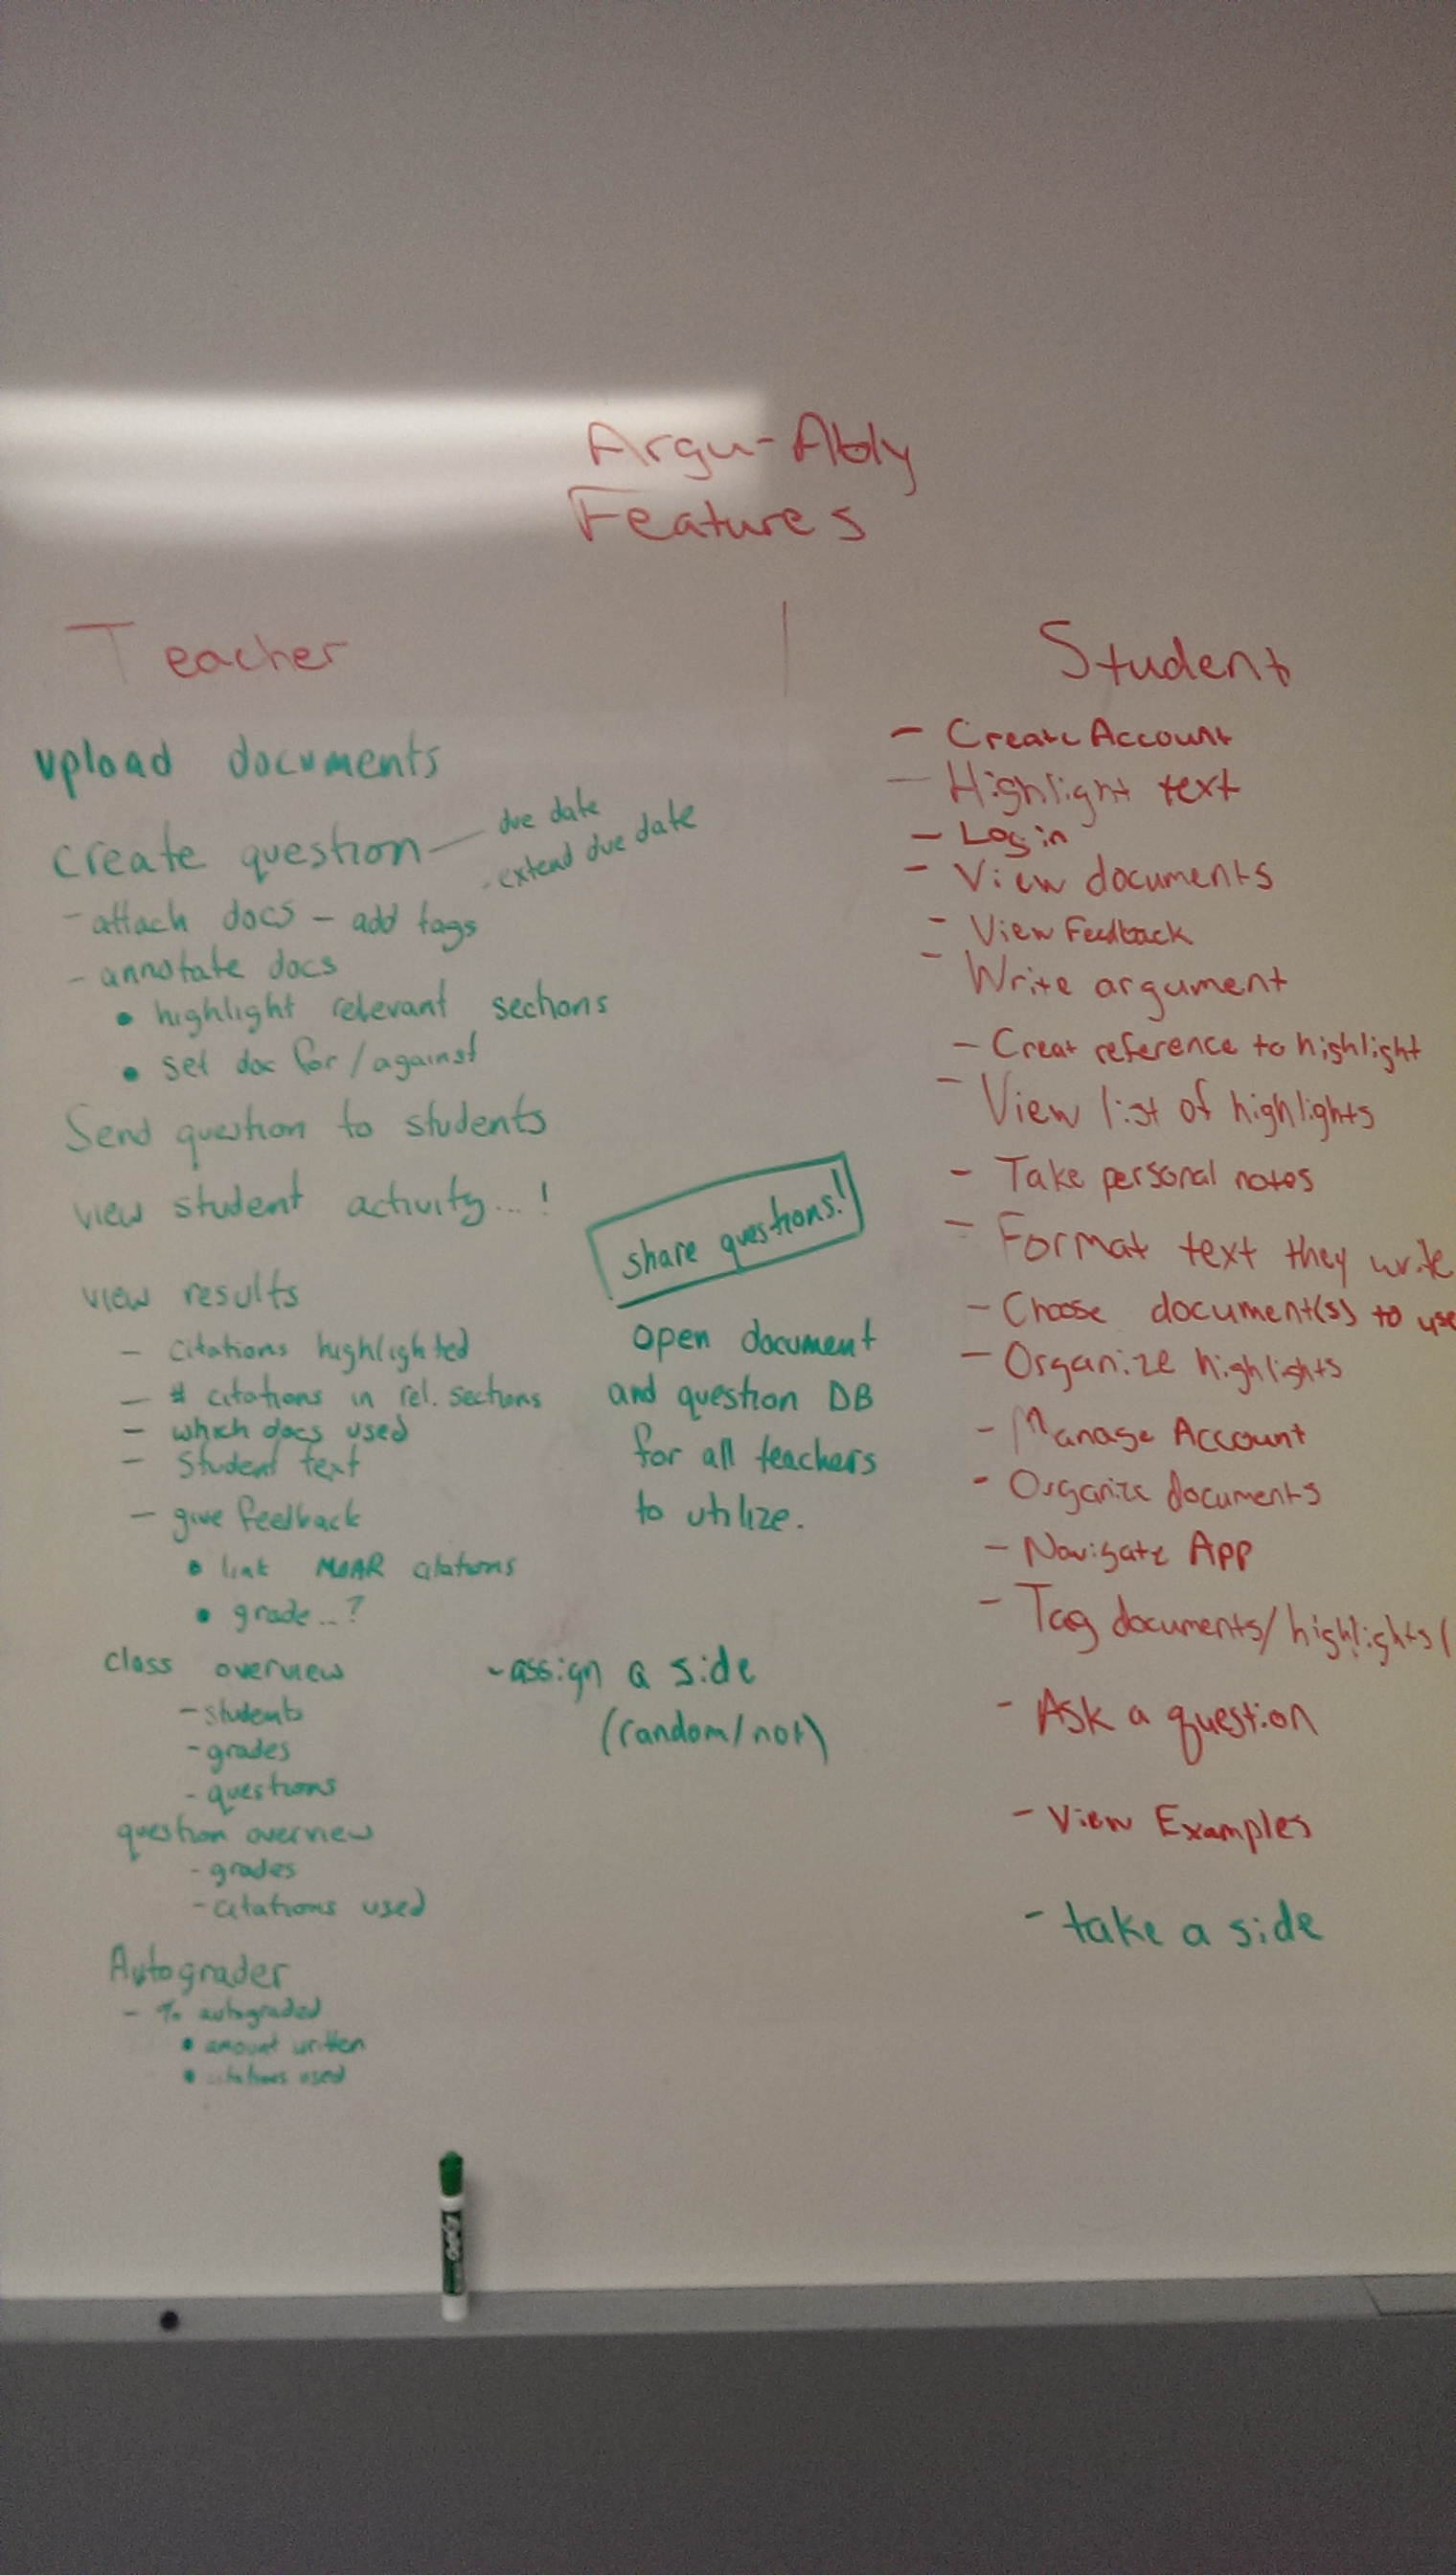 Argu-Ably
Features
Teacher
upload documents
create question — due date
- extend due date
- attach docs - add tags
- annotate docs
• highlight relevant sections
• set doc for/against
Send question to students
view student activity...!
view results
- citations highlighted
- # citations in rel. sections
- which docs used
- Student text
- give feedback
• link MOAR citations
• grade...?
class overview
- students
- grades
- questions
question overview
- grades
- citations used
Autograder
- % autograded
• amount written
• citations used
share questions!
open document
and question DB
for all teachers
to utilize.
- assign a side
(random/not)
Student
- Create Account
- Highlight text
- Login
- View documents
- View Feedback
- Write argument
- Creat reference to highlight
- View list of highlights
- Take personal notes
- Format text they write
- Choose document(s) to use
- Organize highlights
- Manage Account
- Organize documents
- Navigate App
- Tag documents/highlights/
- Ask a question
- View Examples
- take a side
Expo